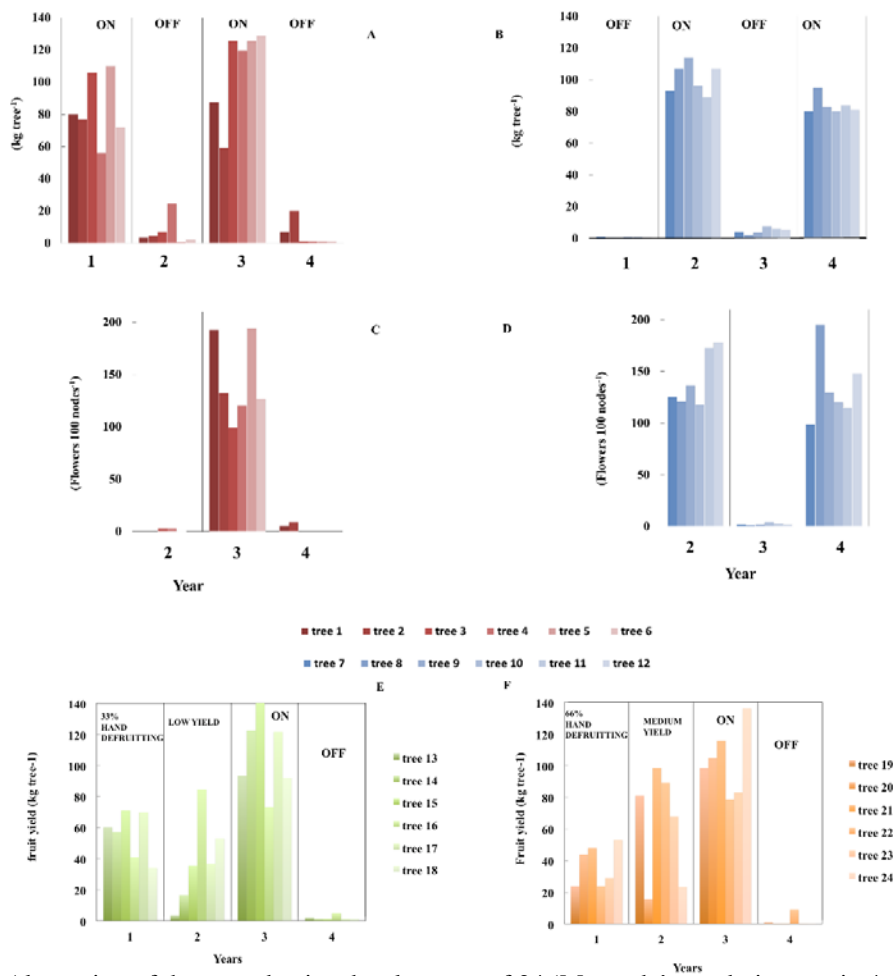 ON OFF ON OFF
A
(kg tree⁻¹)
140
120
100
80
60
40
20
0
1 2 3 4
OFF ON OFF ON
B
(kg tree⁻¹)
140
120
100
80
60
40
20
0
1 2 3 4
C
(Flowers 100 nodes⁻¹)
200
150
100
50
0
2 3 4
Year
D
(Flowers 100 nodes⁻¹)
200
150
100
50
0
2 3 4
Year
tree 1 tree 2 tree 3 tree 4 tree 5 tree 6
tree 7 tree 8 tree 9 tree 10 tree 11 tree 12
E
33%
HAND
DEFRUITTING
LOW YIELD
ON
OFF
fruit yield (kg tree-1)
140
120
100
80
60
40
20
0
1 2 3 4
Years
tree 13
tree 14
tree 15
tree 16
tree 17
tree 18
F
66%
HAND
DEFRUITTING
MEDIUM
YIELD
ON
OFF
Fruit yield (kg tree-1)
140
120
100
80
60
40
20
0
1 2 3 4
Years
tree 19
tree 20
tree 21
tree 22
tree 23
tree 24